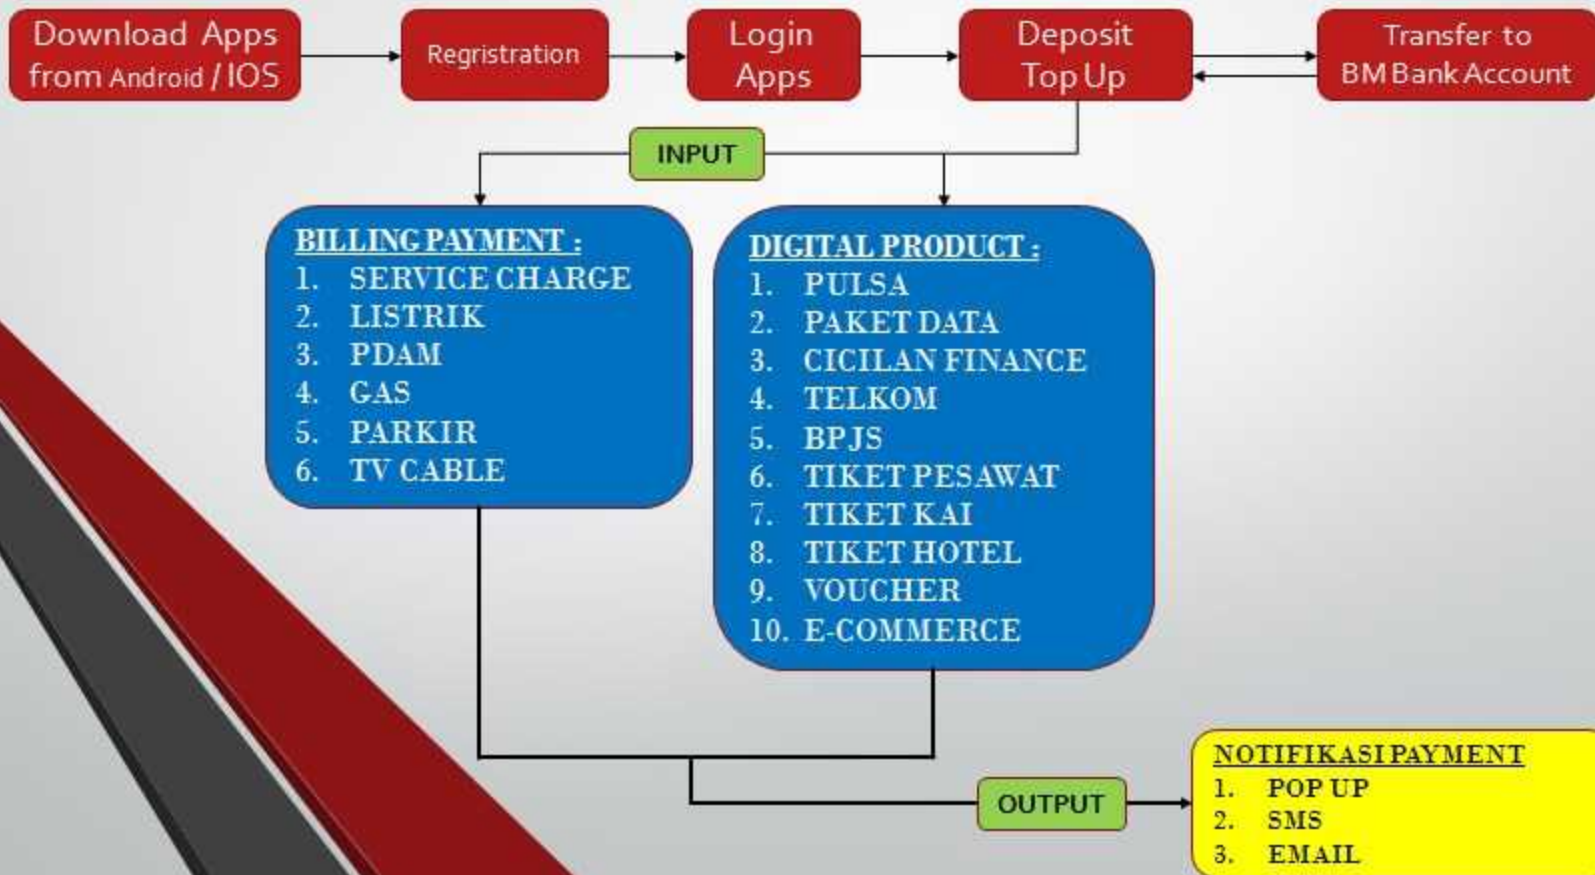 Download Apps
from Android / IOS
Regristration
Login
Apps
Deposit
Top Up
Transfer to
BM Bank Account
INPUT
BILLING PAYMENT :
1. SERVICE CHARGE
2. LISTRIK
3. PDAM
4. GAS
5. PARKIR
6. TV CABLE
DIGITAL PRODUCT :
1. PULSA
2. PAKET DATA
3. CICILAN FINANCE
4. TELKOM
5. BPJS
6. TIKET PESAWAT
7. TIKET KAI
8. TIKET HOTEL
9. VOUCHER
10. E-COMMERCE
OUTPUT
NOTIFIKASI PAYMENT
1. POP UP
2. SMS
3. EMAIL